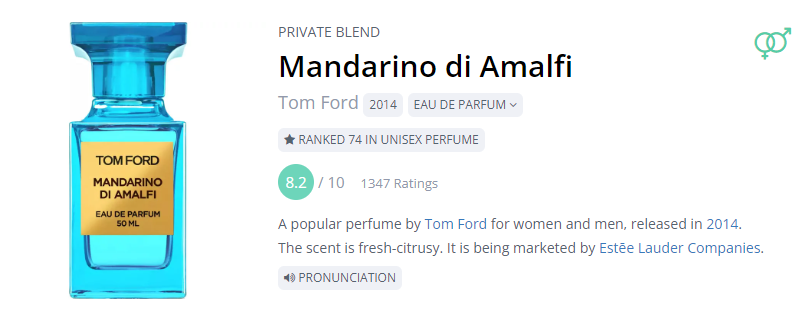 TOM FORD
MANDARINO
DI AMALFI
EAU DE PARFUM
50 ML
PRIVATE BLEND
Mandarino di Amalfi
Tom Ford 2014 EAU DE PARFUM
RANKED 74 IN UNISEX PERFUME
8.2 / 10 1347 Ratings
A popular perfume by Tom Ford for women and men, released in 2014.
The scent is fresh-citrusy. It is being marketed by Estēe Lauder Companies.
PRONUNCIATION